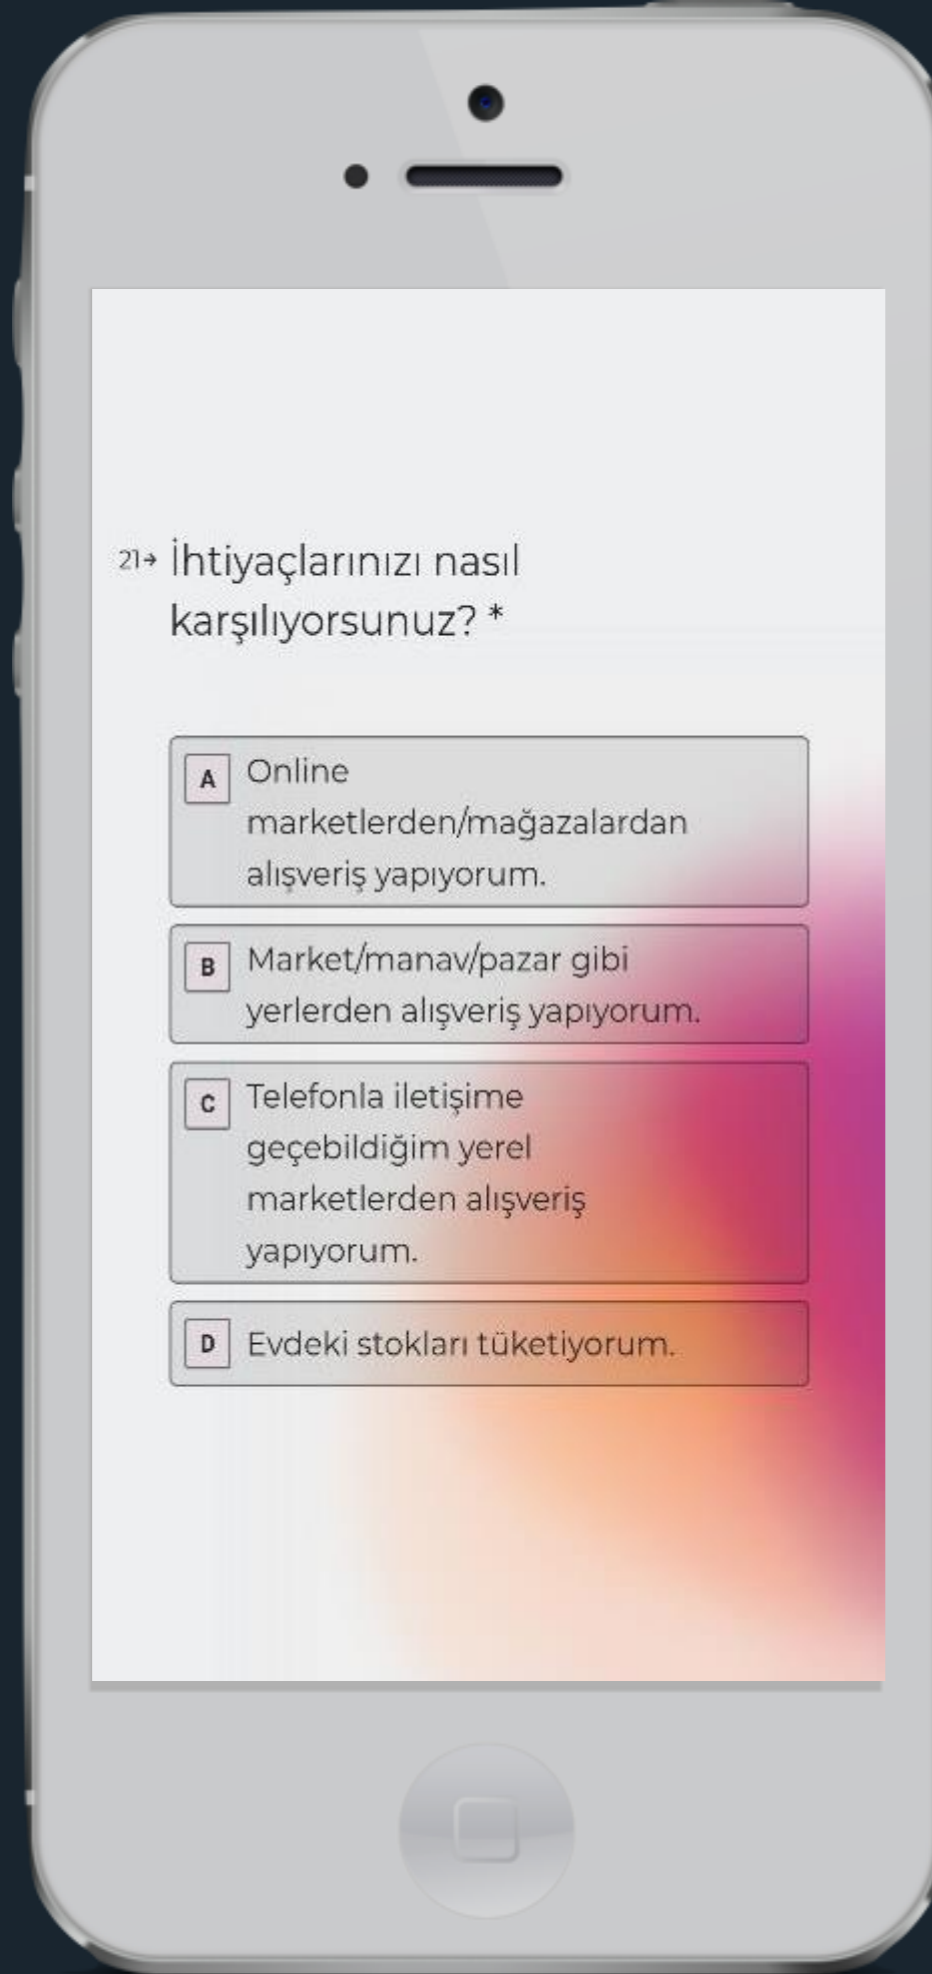 21→ İhtiyaçlarınızı nasıl
karşılıyorsunuz? *
A Online
marketlerden/mağazalardan
alışveriş yapıyorum.
B Market/manav/pazar gibi
yerlerden alışveriş yapıyorum.
C Telefonla iletişime
geçebildiğim yerel
marketlerden alışveriş
yapıyorum.
D Evdeki stokları tüketiyorum.